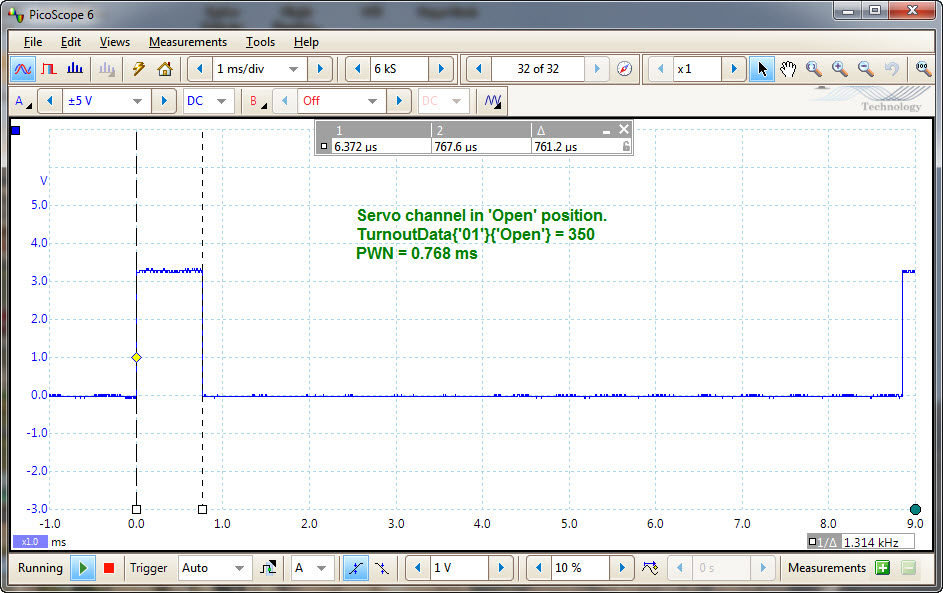 PicoScope 6
File Edit Views Measurements Tools Help
1 ms/div 6 kS 32 of 32 x1
A ±5 V DC B Off DC
Technology
1 2 Δ
6.372 µs 767.6 µs 761.2 µs
V
Servo channel in 'Open' position.
TurnoutData{'01'}{'Open'} = 350
PWN = 0.768 ms
5.0
4.0
3.0
2.0
1.0
0.0
-1.0
-2.0
-3.0
-1.0 0.0 1.0 2.0 3.0 4.0 5.0 6.0 7.0 8.0 9.0
x1.0 ms
1/Δ 1.314 kHz
Running Trigger Auto A 1 V 10 % 0 s Measurements